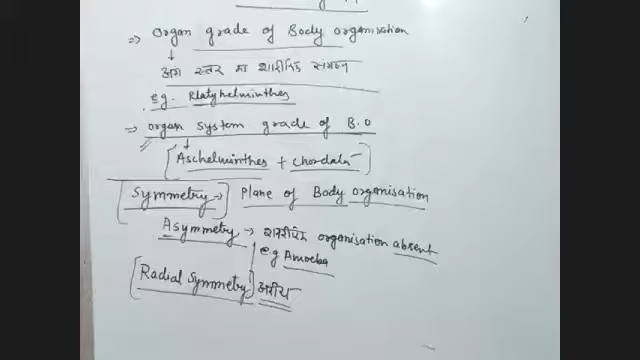 ⇒ Organ grade of Body organisation
↓
अंग स्तर का शारीरिक संगठन
eg. Platyhelminthes
⇒ organ system grade of B.O
↓
[Aschelminthes + Chordata]
[Symmetry →] Plane of Body organisation
Asymmetry → शारीरिक organisation absent
e.g Amoeba
[Radial Symmetry] अरीय